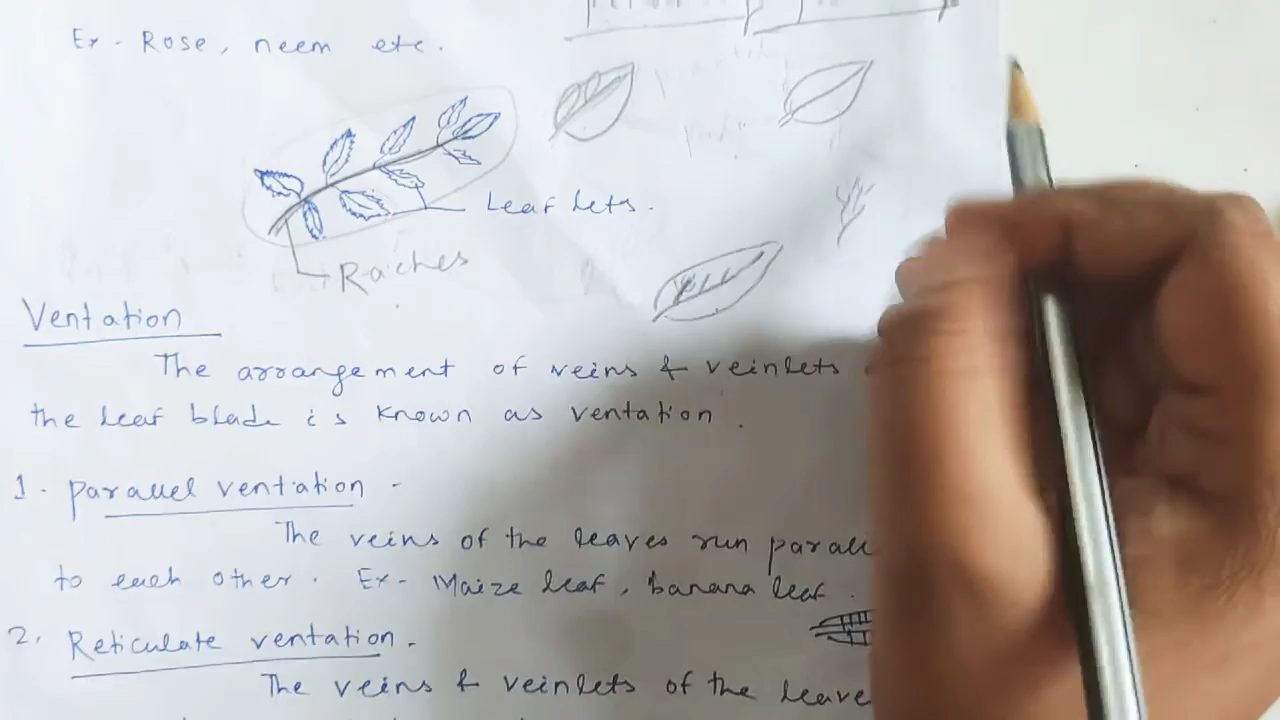 Ex - Rose, neem etc.
Leaf lets.
Raches
Ventation
The arrangement of veins & veinlets
the leaf blade is known as ventation.
1. Parallel ventation -
The veins of the leaves run parall
to each other. Ex - Maize leaf, banana leaf.
2. Reticulate ventation -
The veins & veinlets of the leave